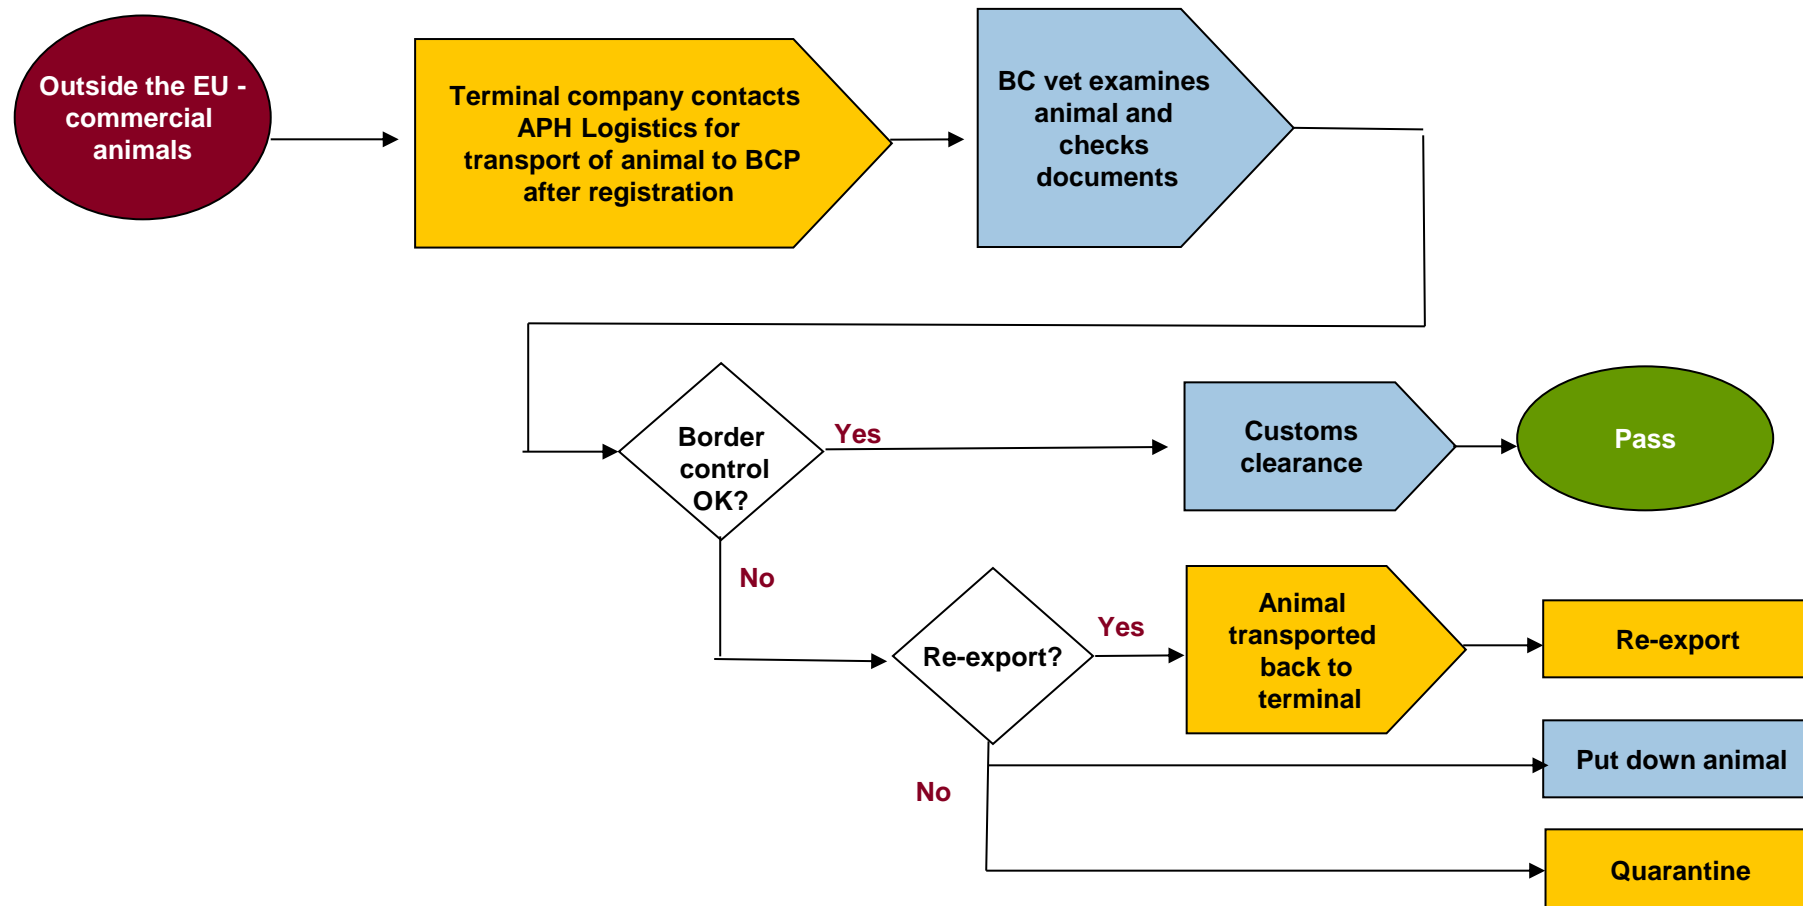 Outside the EU -
commercial
animals
Terminal company contacts
APH Logistics for
transport of animal to BCP
after registration
BC vet examines
animal and
checks
documents
Border
control
OK?
Yes
Customs
clearance
Pass
No
Re-export?
Yes
Animal
transported
back to
terminal
Re-export
No
Put down animal
Quarantine